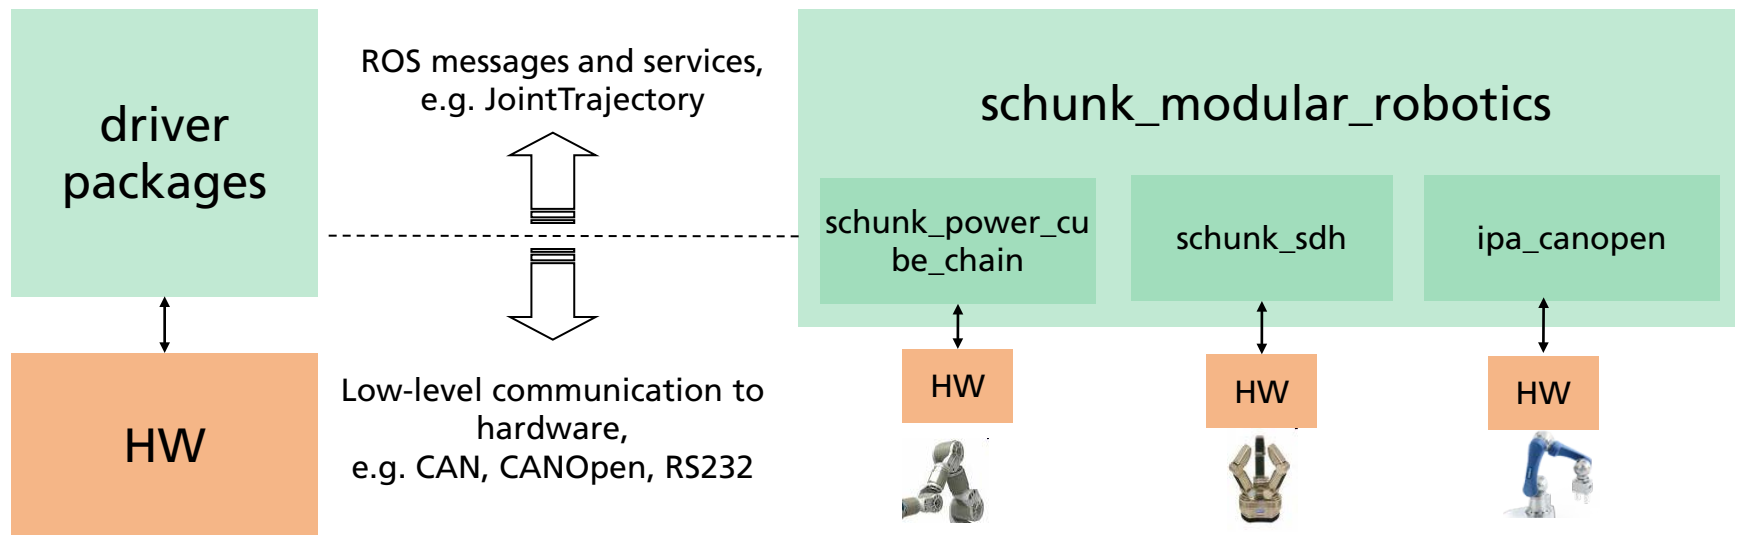 driver
packages
HW
ROS messages and services,
e.g. JointTrajectory
Low-level communication to
hardware,
e.g. CAN, CANOpen, RS232
schunk_modular_robotics
schunk_power_cu
be_chain
schunk_sdh
ipa_canopen
HW
HW
HW